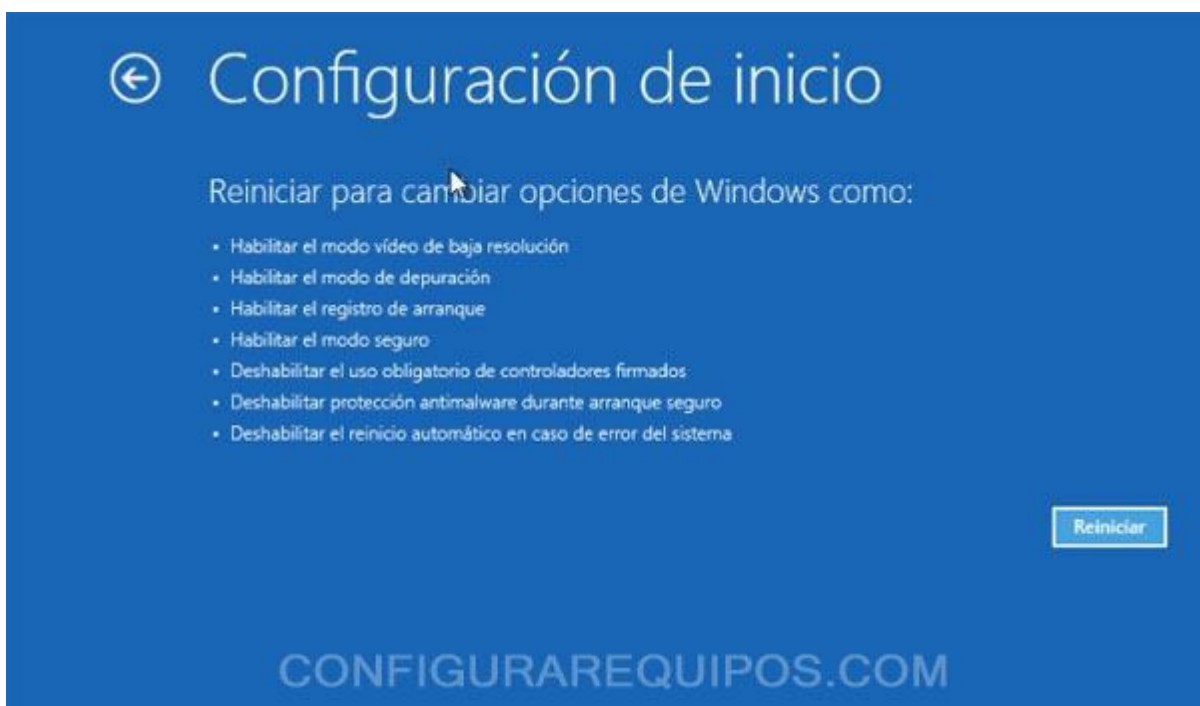 Configuración de inicio
Reiniciar para cambiar opciones de Windows como:
• Habilitar el modo vídeo de baja resolución
• Habilitar el modo de depuración
• Habilitar el registro de arranque
• Habilitar el modo seguro
• Deshabilitar el uso obligatorio de controladores firmados
• Deshabilitar protección antimalware durante arranque seguro
• Deshabilitar el reinicio automático en caso de error del sistema
Reiniciar
CONFIGURAREQUIPOS.COM